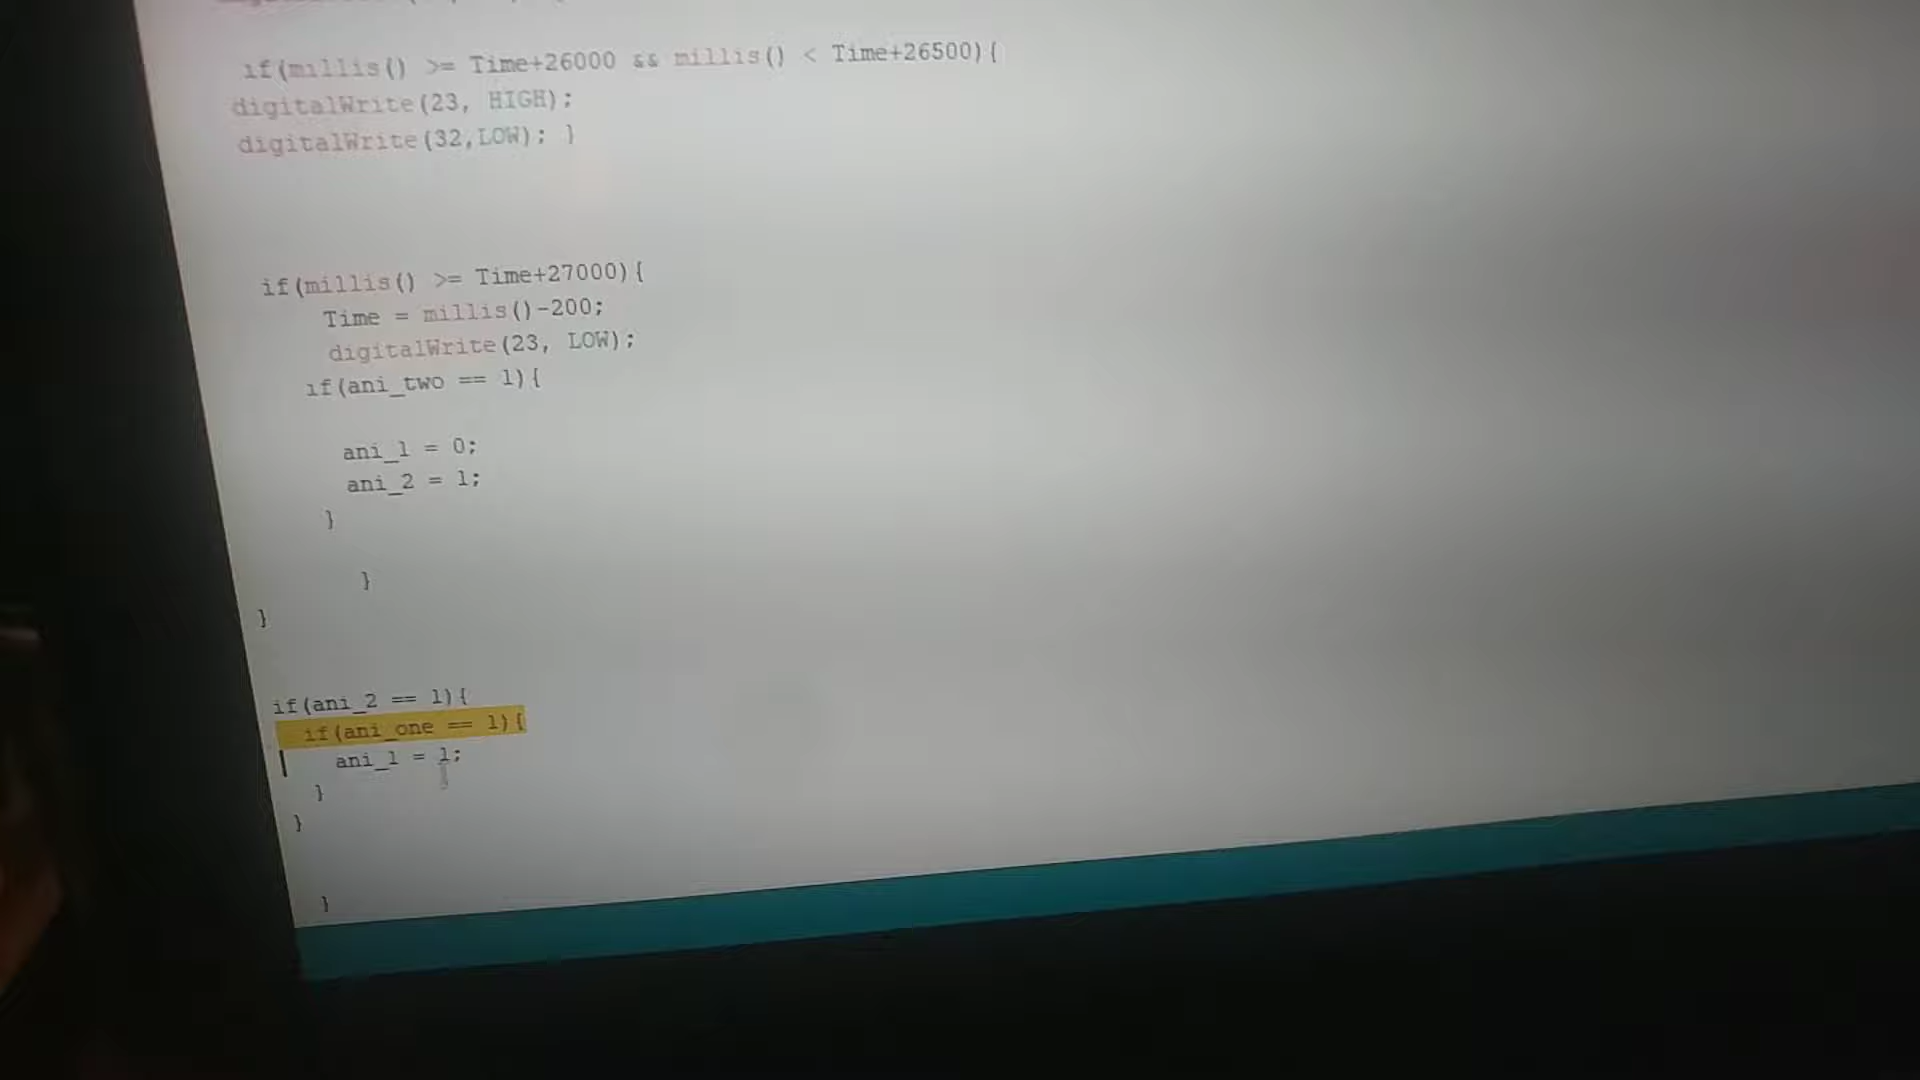 if(millis() >= Time+26000 && millis() < Time+26500){
digitalWrite(23, HIGH);
digitalWrite(32,LOW); }
if(millis() >= Time+27000){
Time = millis()-200;
digitalWrite(23, LOW);
if(ani_two == 1){
ani_1 = 0;
ani_2 = 1;
}
}
}
if(ani_2 == 1){
if(ani_one == 1){
ani_1 = 1;
}
}
}